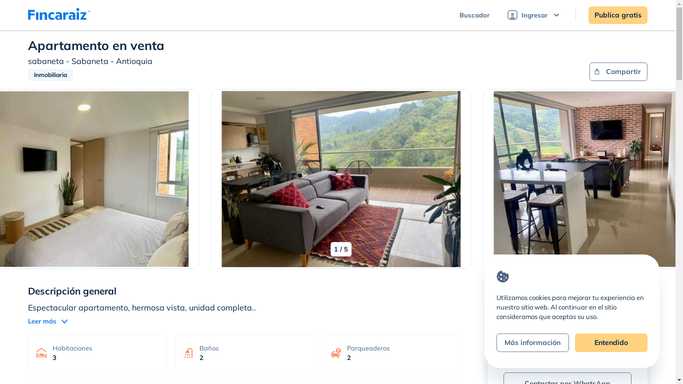 Fincaraiz
Buscador
Ingresar
Publica gratis
Apartamento en venta
sabaneta - Sabaneta - Antioquia
Inmobiliaria
Compartir
1 / 5
Descripción general
Espectacular apartamento, hermosa vista, unidad completa..
Leer más
Habitaciones
3
Baños
2
Parqueaderos
2
Utilizamos cookies para mejorar tu experiencia en
nuestro sitio web. Al continuar en el sitio
consideramos que aceptas su uso.
Más información
Entendido
Contactar por WhatsApp